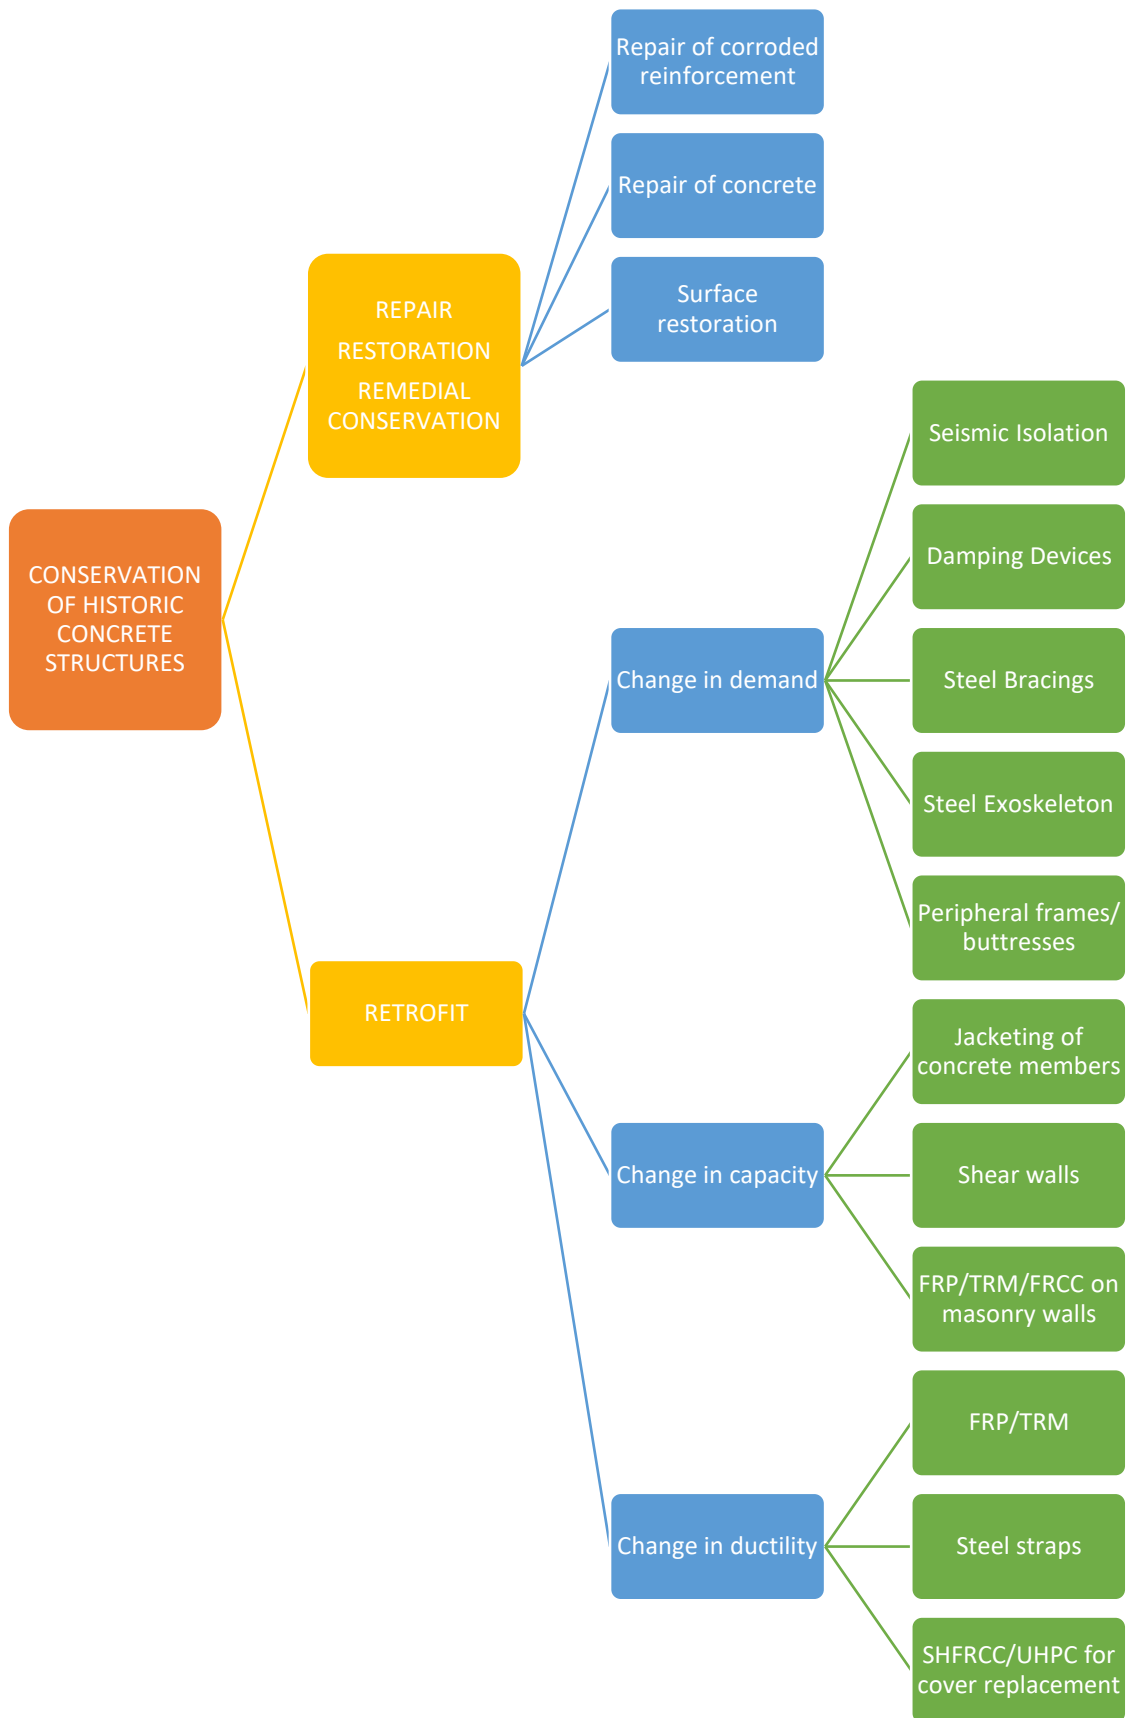 CONSERVATION
OF HISTORIC
CONCRETE
STRUCTURES
REPAIR
RESTORATION
REMEDIAL
CONSERVATION
Repair of corroded
reinforcement
Repair of concrete
Surface
restoration
RETROFIT
Change in demand
Seismic Isolation
Damping Devices
Steel Bracings
Steel Exoskeleton
Peripheral frames/
buttresses
Change in capacity
Jacketing of
concrete members
Shear walls
FRP/TRM/FRCC on
masonry walls
Change in ductility
FRP/TRM
Steel straps
SHFRCC/UHPC for
cover replacement